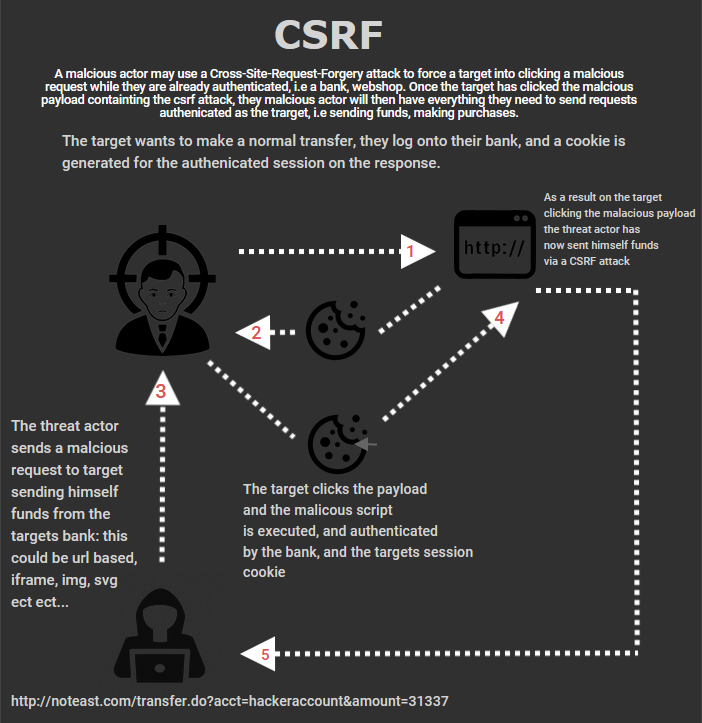 CSRF
A malcious actor may use a Cross-Site-Request-Forgery attack to force a target into clicking a malcious
request while they are already authenticated, i.e a bank, webshop. Once the target has clicked the malcious
payload containting the csrf attack, they malcious actor will then have everything they need to send requests
authenicated as the trarget, i.e sending funds, making purchases.
The target wants to make a normal transfer, they log onto their bank, and a cookie is
generated for the authenicated session on the response.
As a result on the target
clicking the malacious payload
the threat actor has
now sent himself funds
via a CSRF attack
1
http://
2
4
3
The threat actor
sends a malcious
request to target
sending himself
funds from the
targets bank: this
could be url based,
iframe, img, svg
ect ect...
The target clicks the payload
and the malicous script
is executed, and authenticated
by the bank, and the targets session
cookie
5
http://noteast.com/transfer.do?acct=hackeraccount&amount=31337